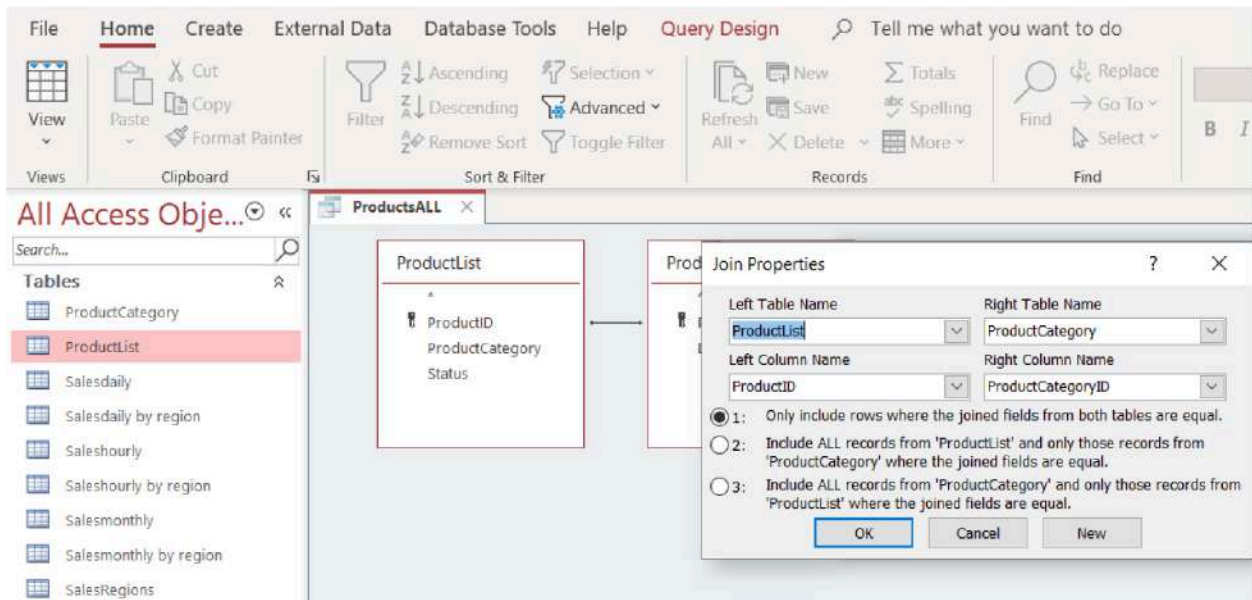 File Home Create External Data Database Tools Help Query Design Tell me what you want to do
View
Paste
Cut
Copy
Format Painter
Filter
Ascending
Descending
Remove Sort
Selection
Advanced
Toggle Filter
Refresh All
New
Save
Delete
Totals
Spelling
More
Find
Replace
Go To
Select
B I
Views Clipboard Sort & Filter Records Find
All Access Obje...
Search...
Tables
ProductCategory
ProductList
Salesdaily
Salesdaily by region
Saleshourly
Saleshourly by region
Salesmonthly
Salesmonthly by region
SalesRegions
ProductsALL
ProductList
ProductID
ProductCategory
Status
Prod
Join Properties ?
Left Table Name Right Table Name
ProductList ProductCategory
Left Column Name Right Column Name
ProductID ProductCategoryID
1: Only include rows where the joined fields from both tables are equal.
2: Include ALL records from 'ProductList' and only those records from
'ProductCategory' where the joined fields are equal.
3: Include ALL records from 'ProductCategory' and only those records from
'ProductList' where the joined fields are equal.
OK Cancel New